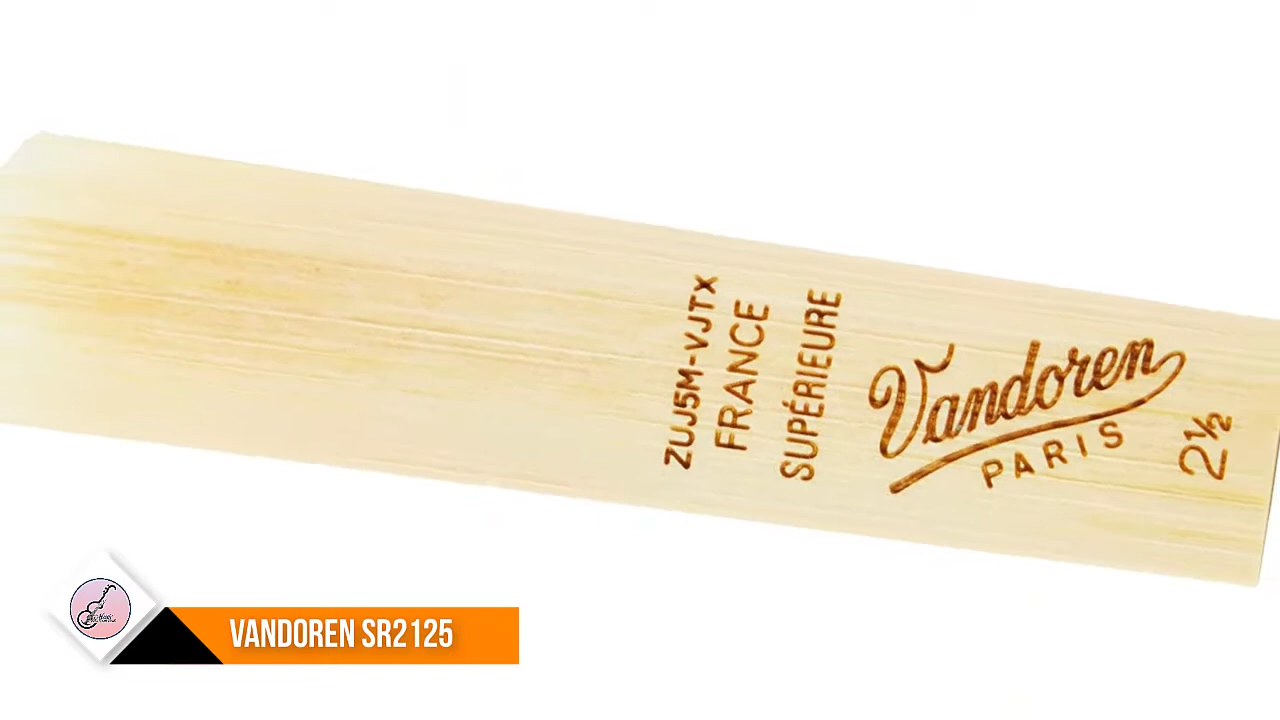 ZUJ5M-VJTX
FRANCE
SUPÉRIEURE
Vandoren
PARIS
2½
VANDOREN SR2125